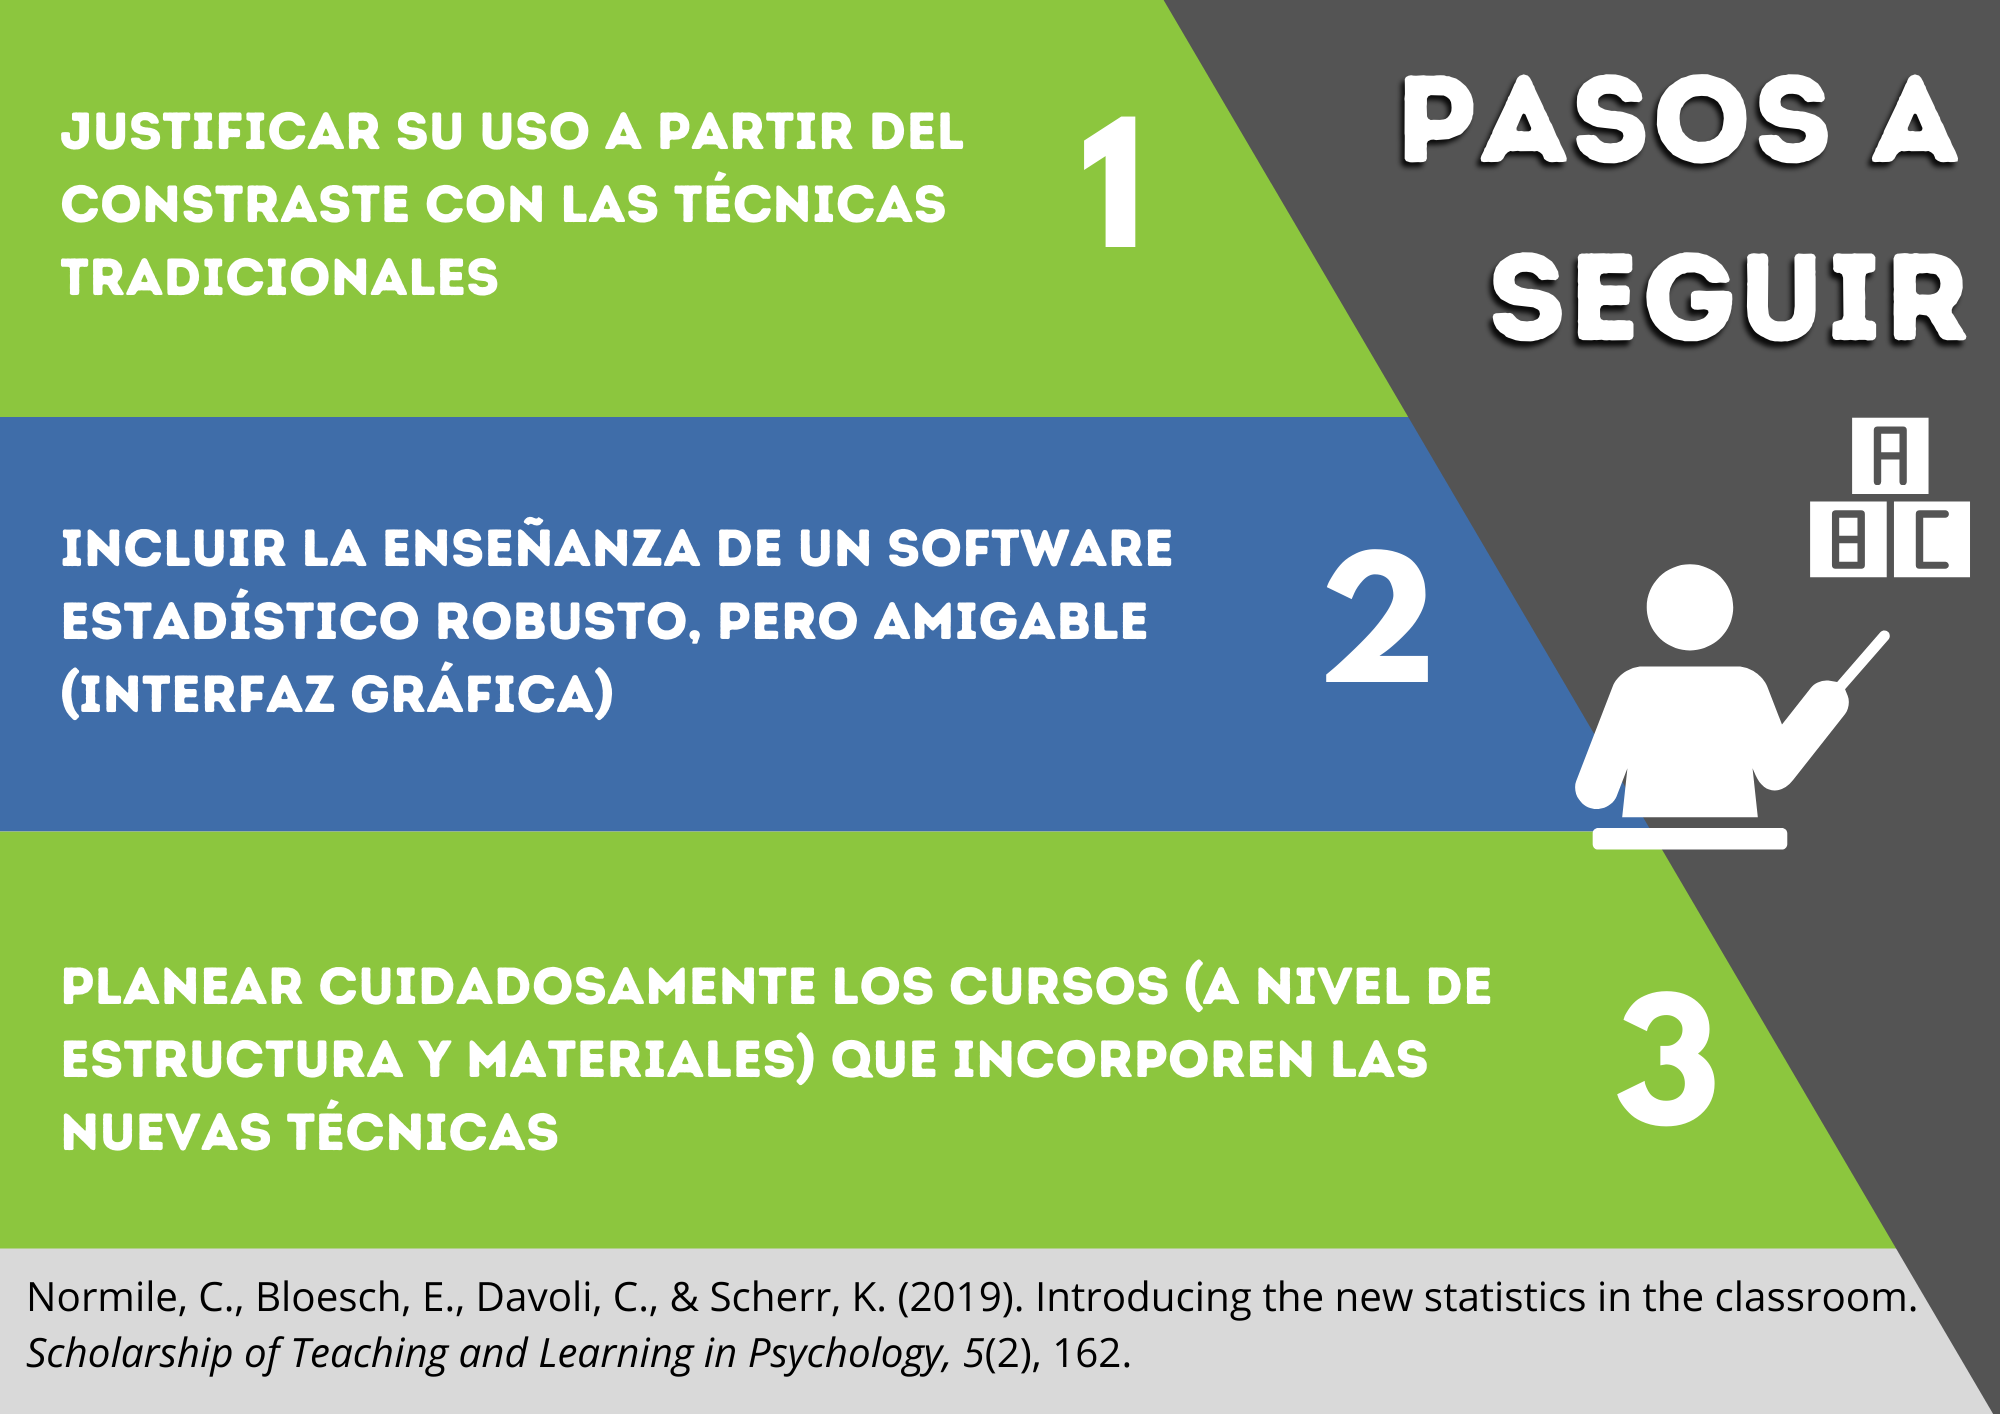 PASOS A
SEGUIR
JUSTIFICAR SU USO A PARTIR DEL
CONSTRASTE CON LAS TÉCNICAS
TRADICIONALES
1
INCLUIR LA ENSEÑANZA DE UN SOFTWARE
ESTADÍSTICO ROBUSTO, PERO AMIGABLE
(INTERFAZ GRÁFICA)
2
A
B C
PLANEAR CUIDADOSAMENTE LOS CURSOS (A NIVEL DE
ESTRUCTURA Y MATERIALES) QUE INCORPOREN LAS
NUEVAS TÉCNICAS
3
Normile, C., Bloesch, E., Davoli, C., & Scherr, K. (2019). Introducing the new statistics in the classroom.
Scholarship of Teaching and Learning in Psychology, 5(2), 162.